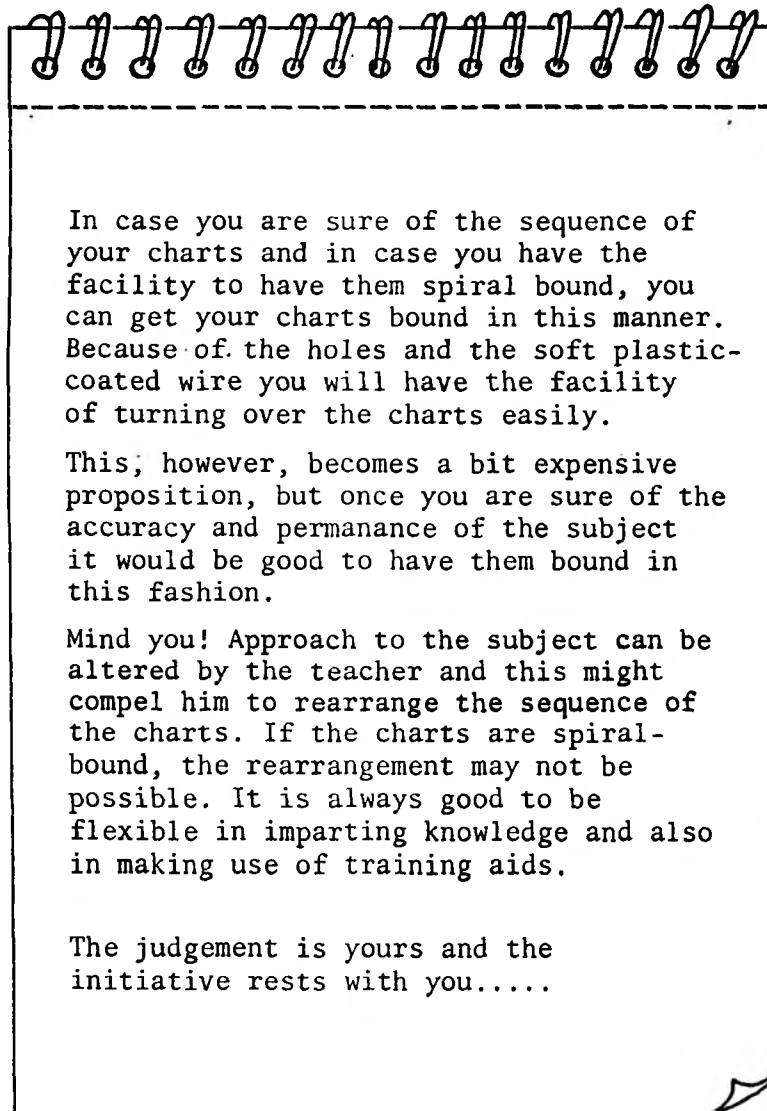 In case you are sure of the sequence of
your charts and in case you have the
facility to have them spiral bound, you
can get your charts bound in this manner.
Because of the holes and the soft plastic-
coated wire you will have the facility
of turning over the charts easily.
This, however, becomes a bit expensive
proposition, but once you are sure of the
accuracy and permanance of the subject
it would be good to have them bound in
this fashion.
Mind you! Approach to the subject can be
altered by the teacher and this might
compel him to rearrange the sequence of
the charts. If the charts are spiral-
bound, the rearrangement may not be
possible. It is always good to be
flexible in imparting knowledge and also
in making use of training aids.
The judgement is yours and the
initiative rests with you.....